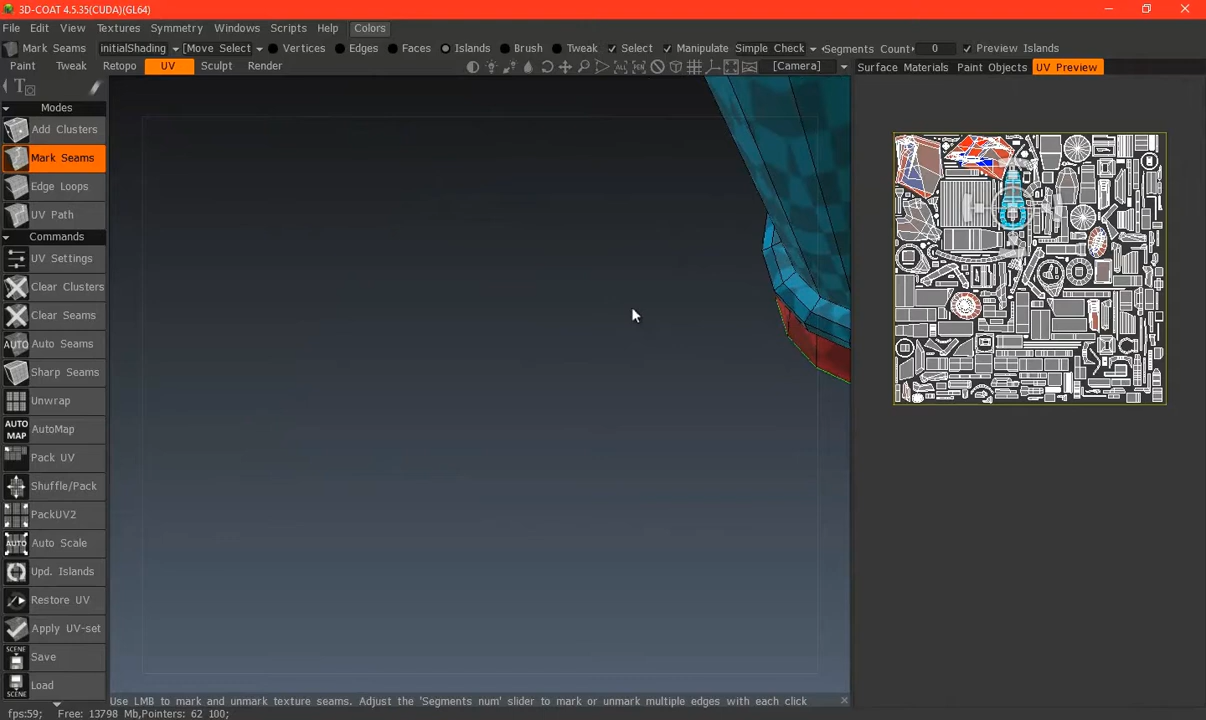 3D-COAT 4.5.35(CUDA)(GL64)
File Edit View Textures Symmetry Windows Scripts Help Colors
Mark Seams initialShading [Move Select Vertices Edges Faces Islands Brush Tweak Select Manipulate Simple Check Segments Count 0 Preview Islands
Paint Tweak Retopo UV Sculpt Render [Camera] Surface Materials Paint Objects UV Preview
Modes
Add Clusters
Mark Seams
Edge Loops
UV Path
Commands
UV Settings
Clear Clusters
Clear Seams
AUTO Auto Seams
Sharp Seams
Unwrap
AUTO MAP AutoMap
Pack UV
Shuffle/Pack
PackUV2
AUTO Auto Scale
Upd. Islands
Restore UV
Apply UV-set
SCENE Save
Load
SCENE
Use LMB to mark and unmark texture seams. Adjust the 'Segments num' slider to mark or unmark multiple edges with each click
fps:59; Free: 13798 Mb,Pointers: 62 100;